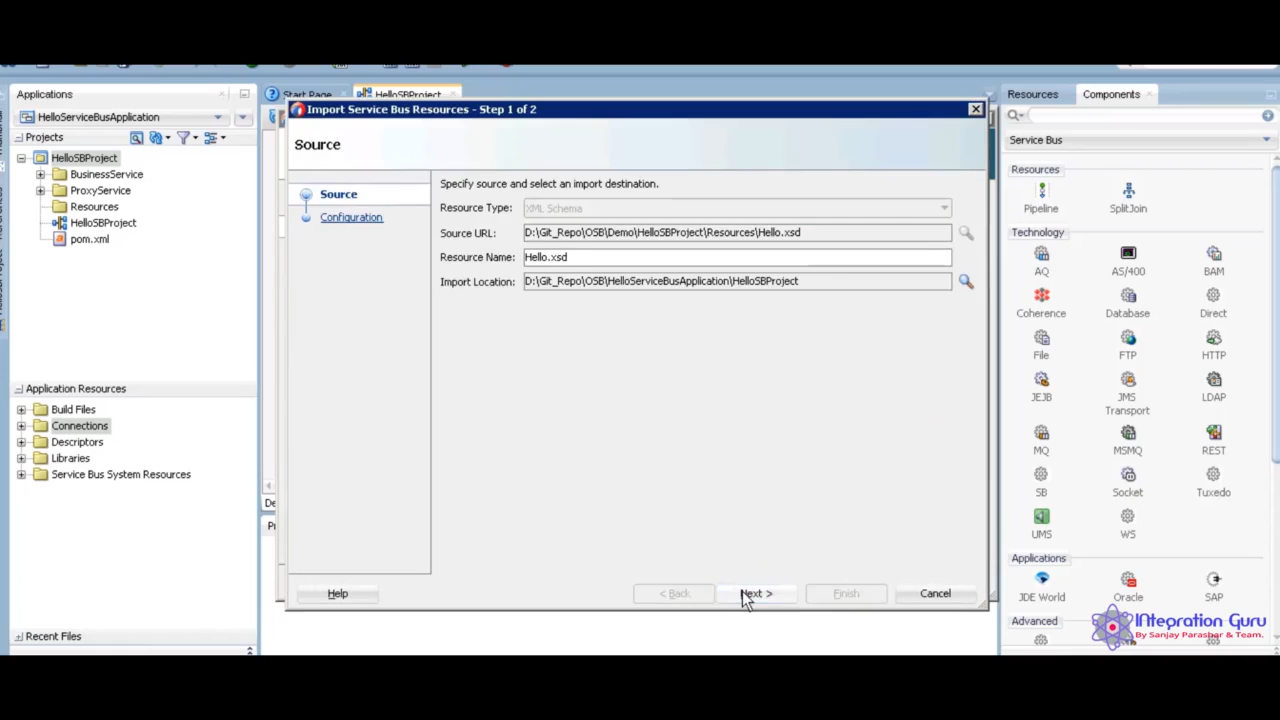 Applications
HelloServiceBusApplication
Projects
HelloSBProject
BusinessService
ProxyService
Resources
HelloSBProject
pom.xml
Application Resources
Build Files
Connections
Descriptors
Libraries
Service Bus System Resources
Recent Files
Start Page
HelloSBProject
Import Service Bus Resources - Step 1 of 2
Source
Source
Configuration
Specify source and select an import destination.
Resource Type: XML Schema
Source URL: D:\Git_Repo\OSB\Demo\HelloSBProject\Resources\Hello.xsd
Resource Name: Hello.xsd
Import Location: D:\Git_Repo\OSB\HelloServiceBusApplication\HelloSBProject
Help
< Back
Next >
Finish
Cancel
Resources
Components
Service Bus
Resources
Pipeline
SplitJoin
Technology
AQ
AS/400
BAM
Coherence
Database
Direct
File
FTP
HTTP
JEJB
JMS
Transport
LDAP
MQ
MSMQ
REST
SB
Socket
Tuxedo
UMS
WS
Applications
JDE World
Oracle
SAP
Advanced
INtegration Guru
By Sanjay Parashar & Team.